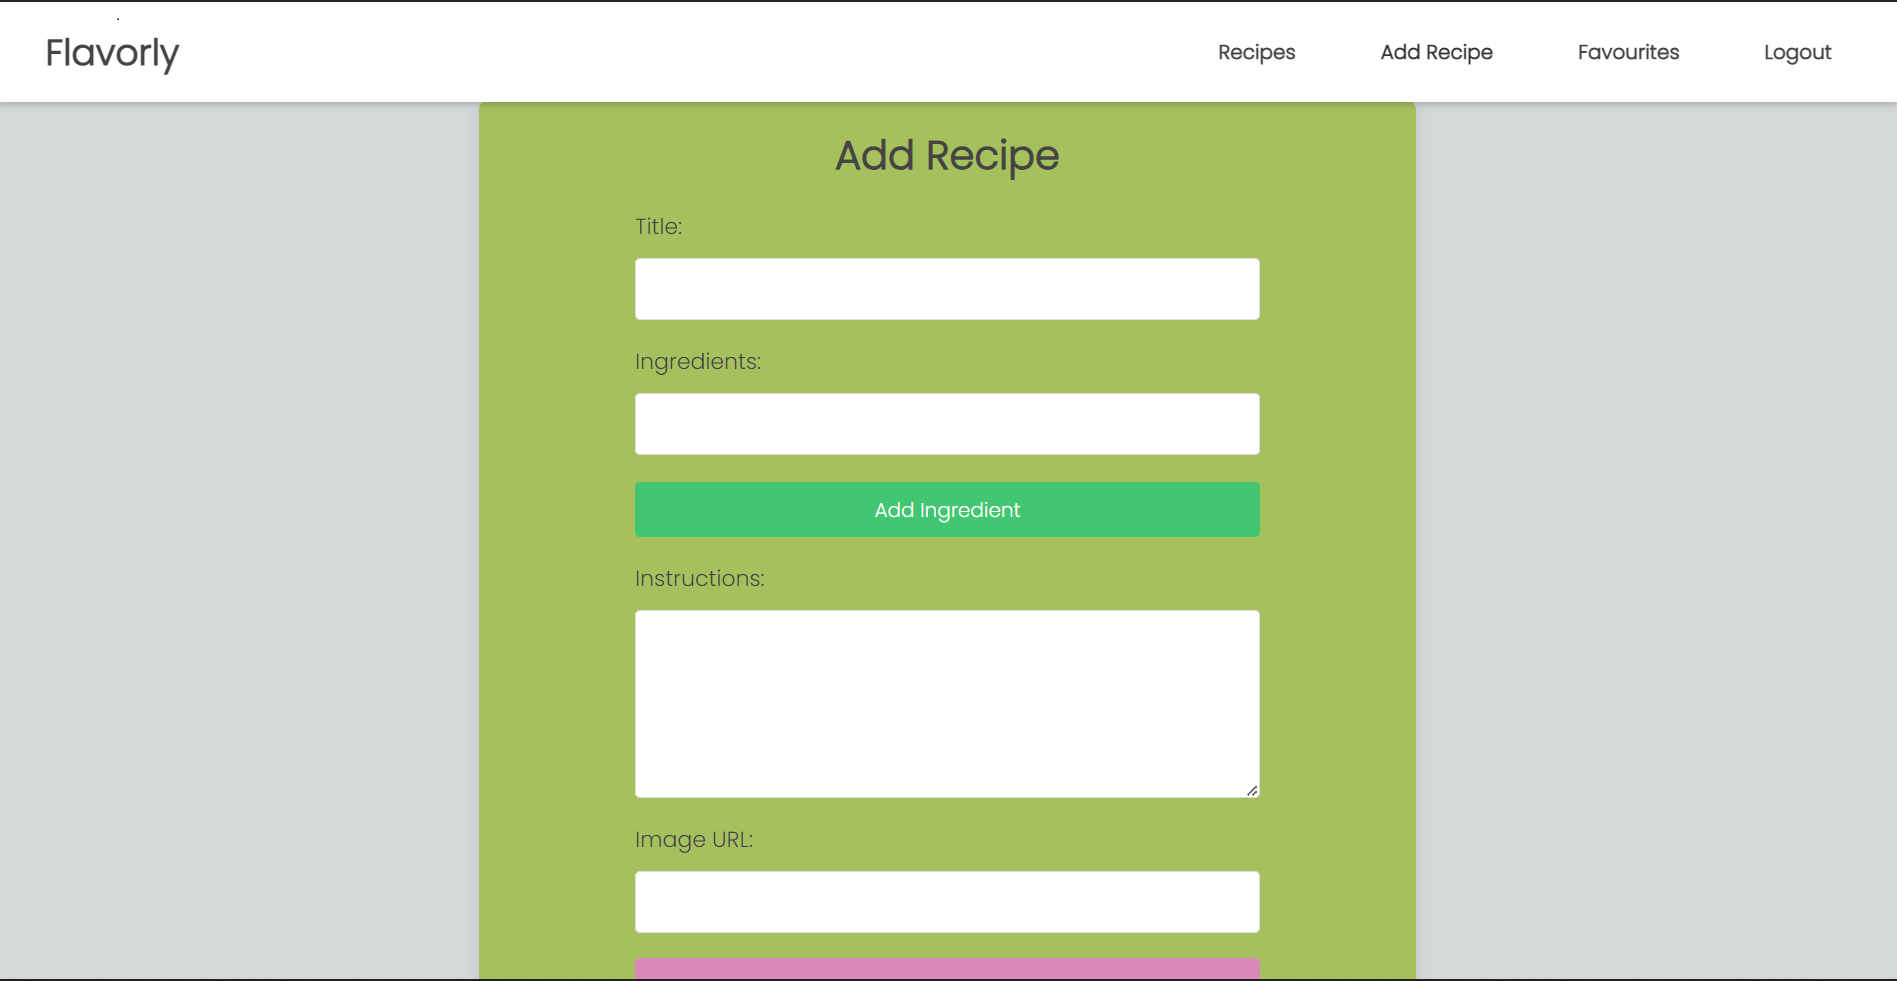 Flavorly
Recipes
Add Recipe
Favourites
Logout
Add Recipe
Title:
Ingredients:
Add Ingredient
Instructions:
Image URL: